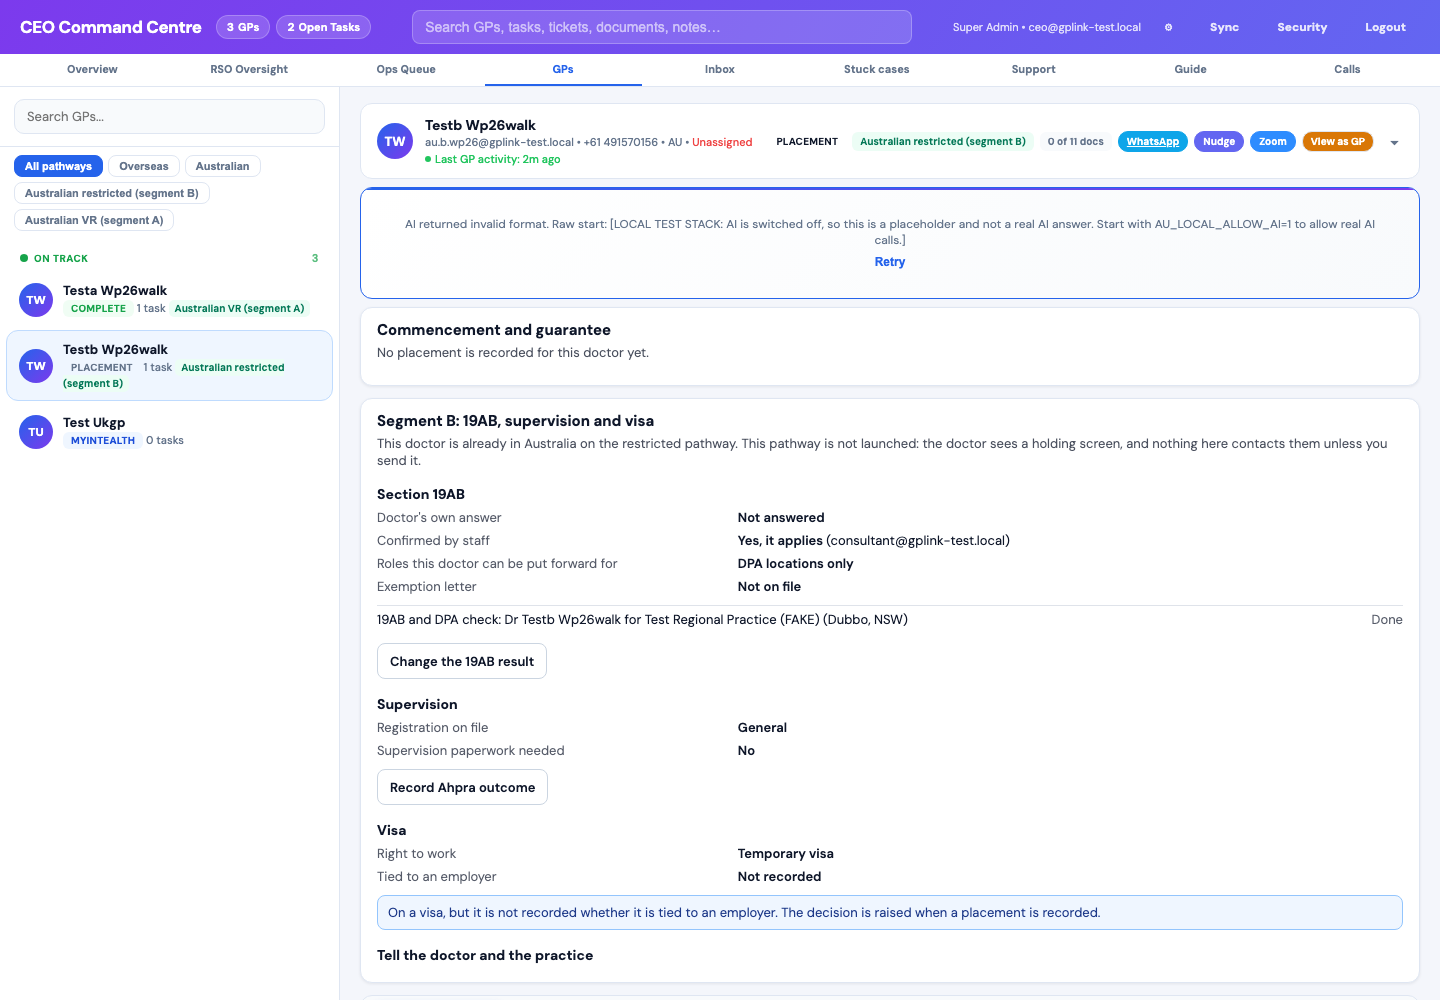 CEO Command Centre
3 GPs
2 Open Tasks
Search GPs, tasks, tickets, documents, notes...
Super Admin • ceo@gplink-test.local
Sync
Security
Logout
Overview
RSO Oversight
Ops Queue
GPs
Inbox
Stuck cases
Support
Guide
Calls
Search GPs...
All pathways
Overseas
Australian
Australian restricted (segment B)
Australian VR (segment A)
ON TRACK
3
TW
Testa Wp26walk
COMPLETE 1 task Australian VR (segment A)
TW
Testb Wp26walk
PLACEMENT 1 task Australian restricted
(segment B)
TU
Test Ukgp
MYINTEALTH 0 tasks
TW
Testb Wp26walk
au.b.wp26@gplink-test.local • +61 491570156 • AU • Unassigned
Last GP activity: 2m ago
PLACEMENT
Australian restricted (segment B)
0 of 11 docs
WhatsApp
Nudge
Zoom
View as GP
AI returned invalid format. Raw start: [LOCAL TEST STACK: AI is switched off, so this is a placeholder and not a real AI answer. Start with AU_LOCAL_ALLOW_AI=1 to allow real AI
calls.]
Retry
Commencement and guarantee
No placement is recorded for this doctor yet.
Segment B: 19AB, supervision and visa
This doctor is already in Australia on the restricted pathway. This pathway is not launched: the doctor sees a holding screen, and nothing here contacts them unless you
send it.
Section 19AB
Doctor's own answer Not answered
Confirmed by staff Yes, it applies (consultant@gplink-test.local)
Roles this doctor can be put forward for DPA locations only
Exemption letter Not on file
19AB and DPA check: Dr Testb Wp26walk for Test Regional Practice (FAKE) (Dubbo, NSW) Done
Change the 19AB result
Supervision
Registration on file General
Supervision paperwork needed No
Record Ahpra outcome
Visa
Right to work Temporary visa
Tied to an employer Not recorded
On a visa, but it is not recorded whether it is tied to an employer. The decision is raised when a placement is recorded.
Tell the doctor and the practice